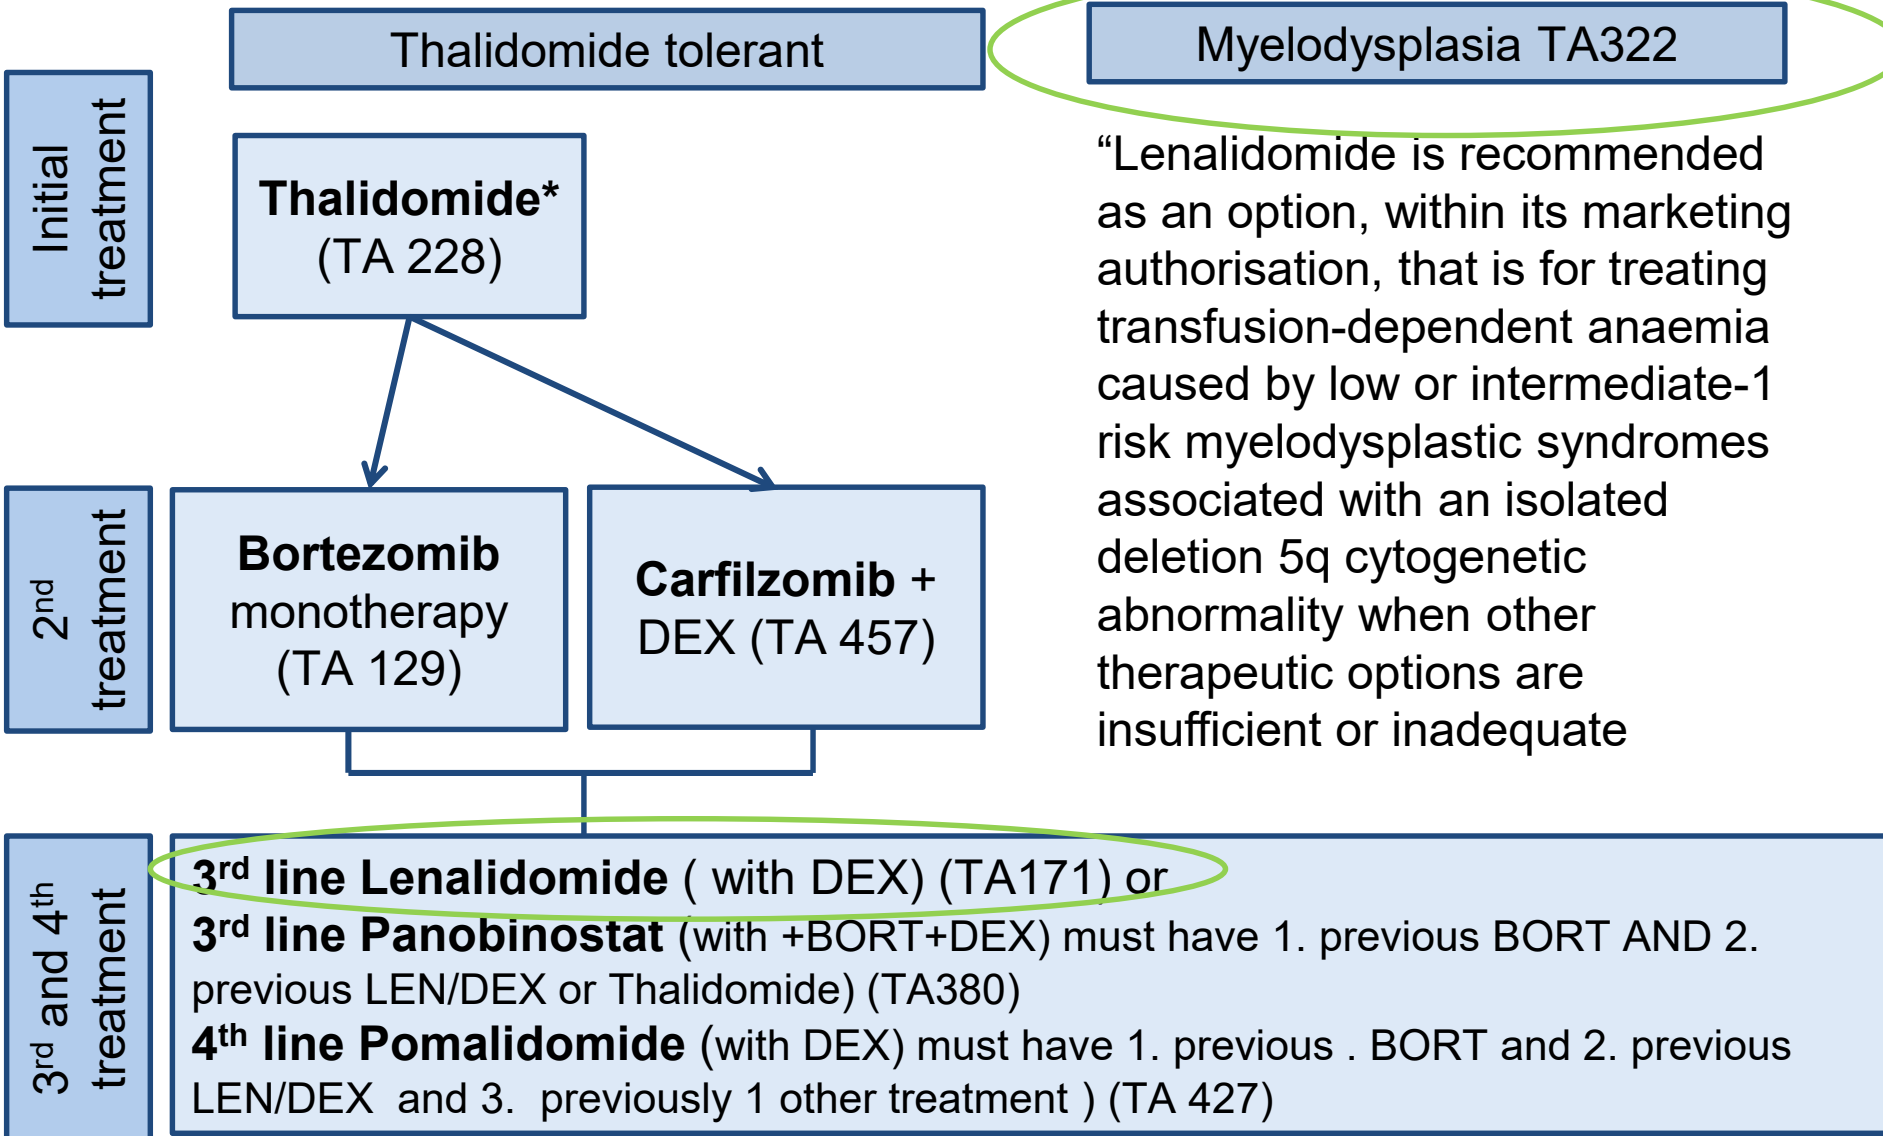 Thalidomide tolerant
Myelodysplasia TA322
Initial
treatment
Thalidomide*
(TA 228)
“Lenalidomide is recommended
as an option, within its marketing
authorisation, that is for treating
transfusion-dependent anaemia
caused by low or intermediate-1
risk myelodysplastic syndromes
associated with an isolated
deletion 5q cytogenetic
abnormality when other
therapeutic options are
insufficient or inadequate
2nd
treatment
Bortezomib
monotherapy
(TA 129)
Carfilzomib +
DEX (TA 457)
3rd and 4th
treatment
3rd line Lenalidomide ( with DEX) (TA171) or
3rd line Panobinostat (with +BORT+DEX) must have 1. previous BORT AND 2.
previous LEN/DEX or Thalidomide) (TA380)
4th line Pomalidomide (with DEX) must have 1. previous . BORT and 2. previous
LEN/DEX and 3. previously 1 other treatment ) (TA 427)